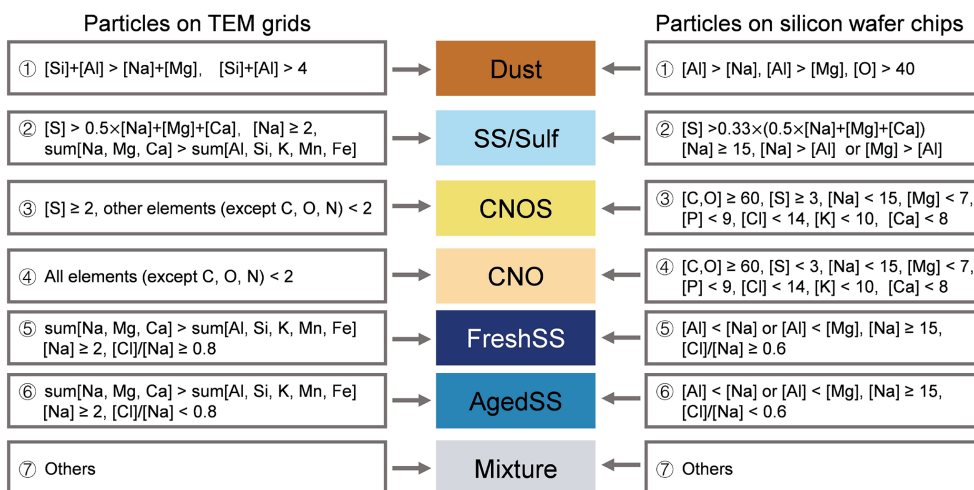 Particles on TEM grids
Particles on silicon wafer chips
① [Si]+[Al] > [Na]+[Mg], [Si]+[Al] > 4
Dust
① [Al] > [Na], [Al] > [Mg], [O] > 40
② [S] > 0.5×[Na]+[Mg]+[Ca], [Na] ≥ 2,
sum[Na, Mg, Ca] > sum[Al, Si, K, Mn, Fe]
SS/Sulf
② [S] >0.33×(0.5×[Na]+[Mg]+[Ca])
[Na] ≥ 15, [Na] > [Al] or [Mg] > [Al]
③ [S] ≥ 2, other elements (except C, O, N) < 2
CNOS
③ [C,O] ≥ 60, [S] ≥ 3, [Na] < 15, [Mg] < 7,
[P] < 9, [Cl] < 14, [K] < 10, [Ca] < 8
④ All elements (except C, O, N) < 2
CNO
④ [C,O] ≥ 60, [S] < 3, [Na] < 15, [Mg] < 7,
[P] < 9, [Cl] < 14, [K] < 10, [Ca] < 8
⑤ sum[Na, Mg, Ca] > sum[Al, Si, K, Mn, Fe]
[Na] ≥ 2, [Cl]/[Na] ≥ 0.8
FreshSS
⑤ [Al] < [Na] or [Al] < [Mg], [Na] ≥ 15,
[Cl]/[Na] ≥ 0.6
⑥ sum[Na, Mg, Ca] > sum[Al, Si, K, Mn, Fe]
[Na] ≥ 2, [Cl]/[Na] < 0.8
AgedSS
⑥ [Al] < [Na] or [Al] < [Mg], [Na] ≥ 15,
[Cl]/[Na] < 0.6
⑦ Others
Mixture
⑦ Others